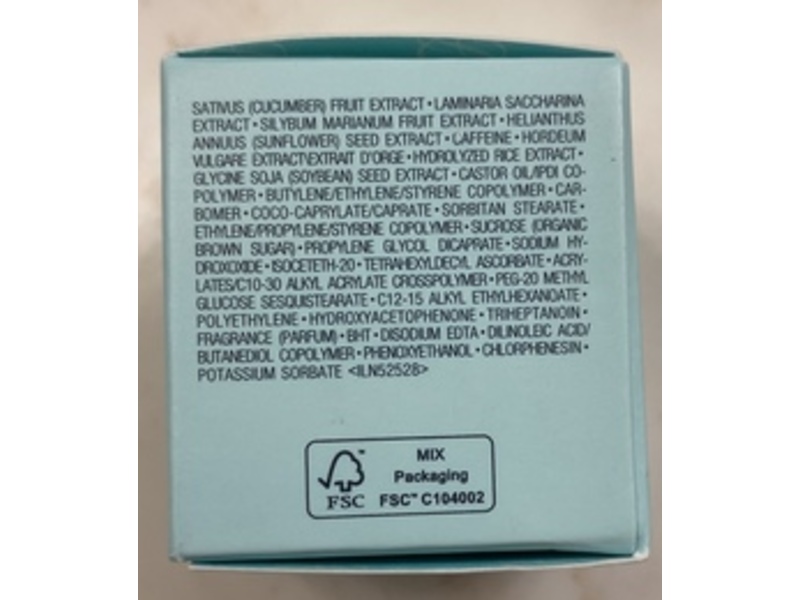 SATIVUS (CUCUMBER) FRUIT EXTRACT • LAMINARIA SACCHARINA
EXTRACT • SILYBUM MARIANUM FRUIT EXTRACT • HELIANTHUS
ANNUUS (SUNFLOWER) SEED EXTRACT • CAFFEINE • HORDEUM
VULGARE EXTRACT\EXTRAIT D'ORGE • HYDROLYZED RICE EXTRACT •
GLYCINE SOJA (SOYBEAN) SEED EXTRACT • CASTOR OIL/IPDI CO-
POLYMER • BUTYLENE/ETHYLENE/STYRENE COPOLYMER • CAR-
BOMER • COCO-CAPRYLATE/CAPRATE • SORBITAN STEARATE •
ETHYLENE/PROPYLENE/STYRENE COPOLYMER • SUCROSE (ORGANIC
BROWN SUGAR) • PROPYLENE GLYCOL DICAPRATE • SODIUM HY-
DROXOXIDE • ISOCETETH-20 • TETRAHEXYLDECYL ASCORBATE • ACRY-
LATES/C10-30 ALKYL ACRYLATE CROSSPOLYMER • PEG-20 METHYL
GLUCOSE SESQUISTEARATE • C12-15 ALKYL ETHYLHEXANOATE •
POLYETHYLENE • HYDROXYACETOPHENONE • TRIHEPTANOIN •
FRAGRANCE (PARFUM) • BHT • DISODIUM EDTA • DILINOLEIC ACID/
BUTANEDIOL COPOLYMER • PHENOXYETHANOL • CHLORPHENESIN •
POTASSIUM SORBATE <ILN52528>
MIX
Packaging
FSC™ C104002
FSC